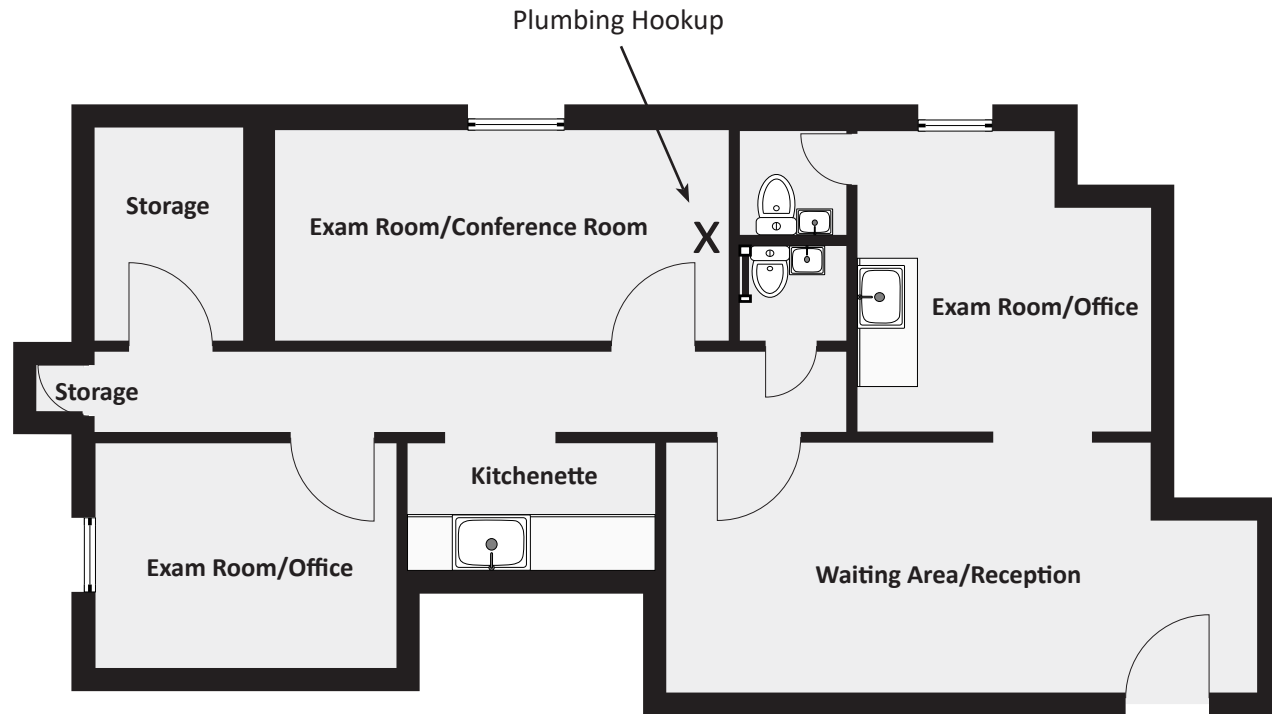 Plumbing Hookup
Storage
Exam Room/Conference Room
X
Exam Room/Office
Storage
Kitchenette
Exam Room/Office
Waiting Area/Reception